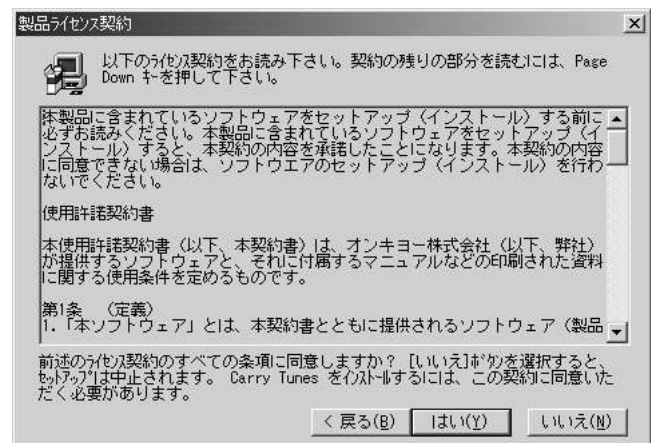 製品ライセンス契約
以下のライセンス契約をお読み下さい。契約の残りの部分を読むには、Page
Down キーを押して下さい。
本製品に含まれているソフトウェアをセットアップ（インストール）する前に
必ずお読みください。本製品に含まれているソフトウェアをセットアップ（イ
ンストール）すると、本契約の内容を承諾したことになります。本契約の内容
に同意できない場合は、ソフトウエアのセットアップ（インストール）を行わ
ないでください。
使用許諾契約書
本使用許諾契約書（以下、本契約書）は、オンキヨー株式会社（以下、弊社）
が提供するソフトウェアと、それに付属するマニュアルなどの印刷された資料
に関する使用条件を定めるものです。
第1条　（定義）
1．「本ソフトウェア」とは、本契約書とともに提供されるソフトウェア（製品
前述のライセンス契約のすべての条項に同意しますか？ [いいえ]ボタンを選択すると、
セットアップは中止されます。 Carry Tunes をインストールするには、この契約に同意いた
だく必要があります。
< 戻る(B)
はい(Y)
いいえ(N)